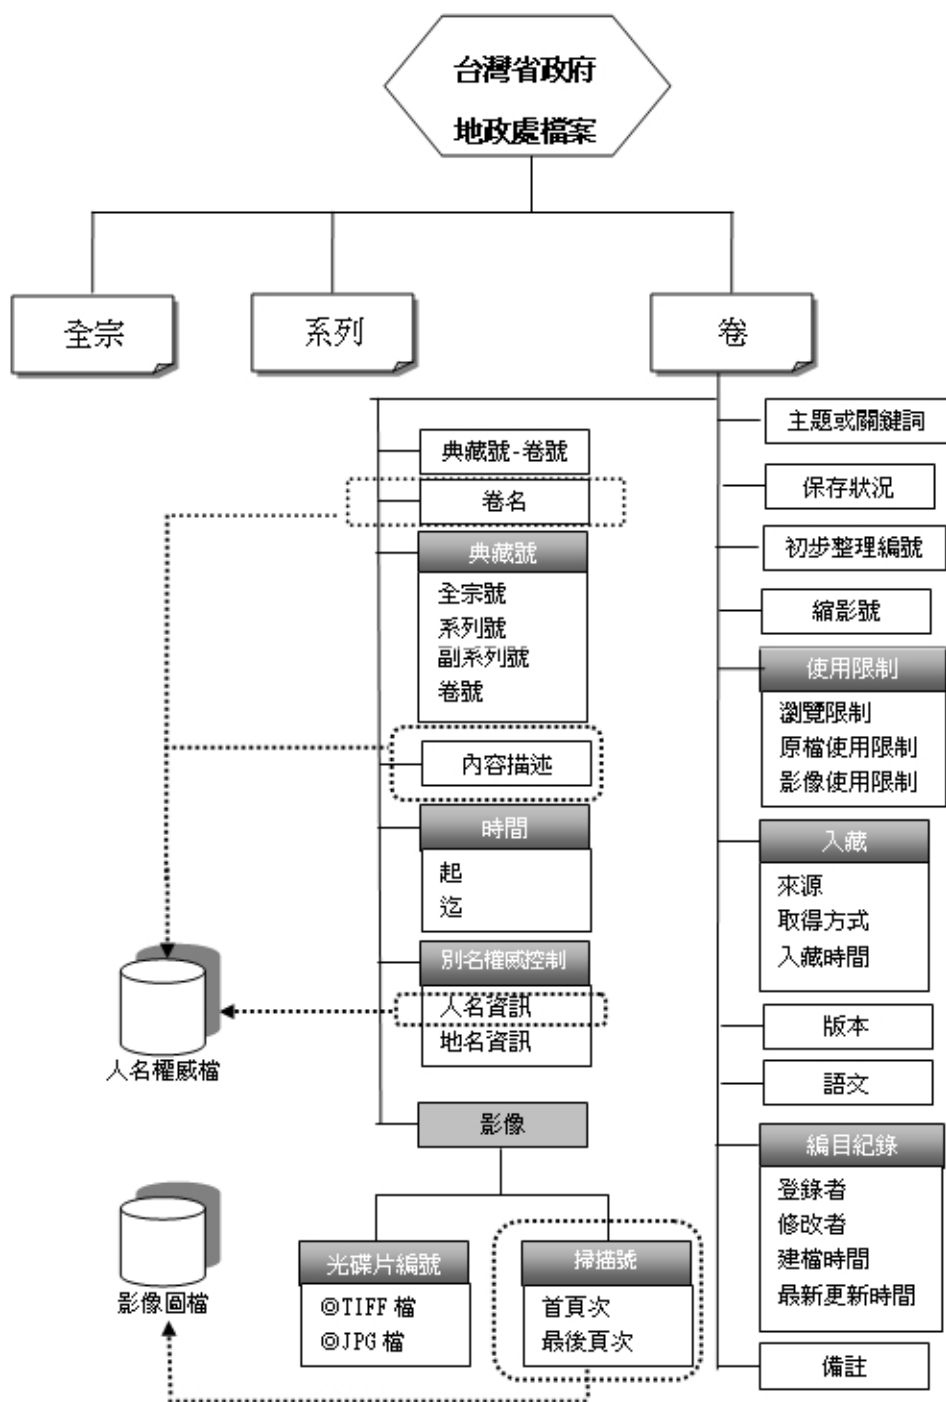 台灣省政府
地政處檔案
全宗
系列
卷
典藏號-卷號
卷名
典藏號
全宗號
系列號
副系列號
卷號
內容描述
時間
起
迄
別名權威控制
人名資訊
地名資訊
人名權威檔
影像
光碟片編號
◎TIFF 檔
◎JPG 檔
掃描號
首頁次
最後頁次
影像圖檔
主題或關鍵詞
保存狀況
初步整理編號
縮影號
使用限制
瀏覽限制
原檔使用限制
影像使用限制
入藏
來源
取得方式
入藏時間
版本
語文
編目紀錄
登錄者
修改者
建檔時間
最新更新時間
備註